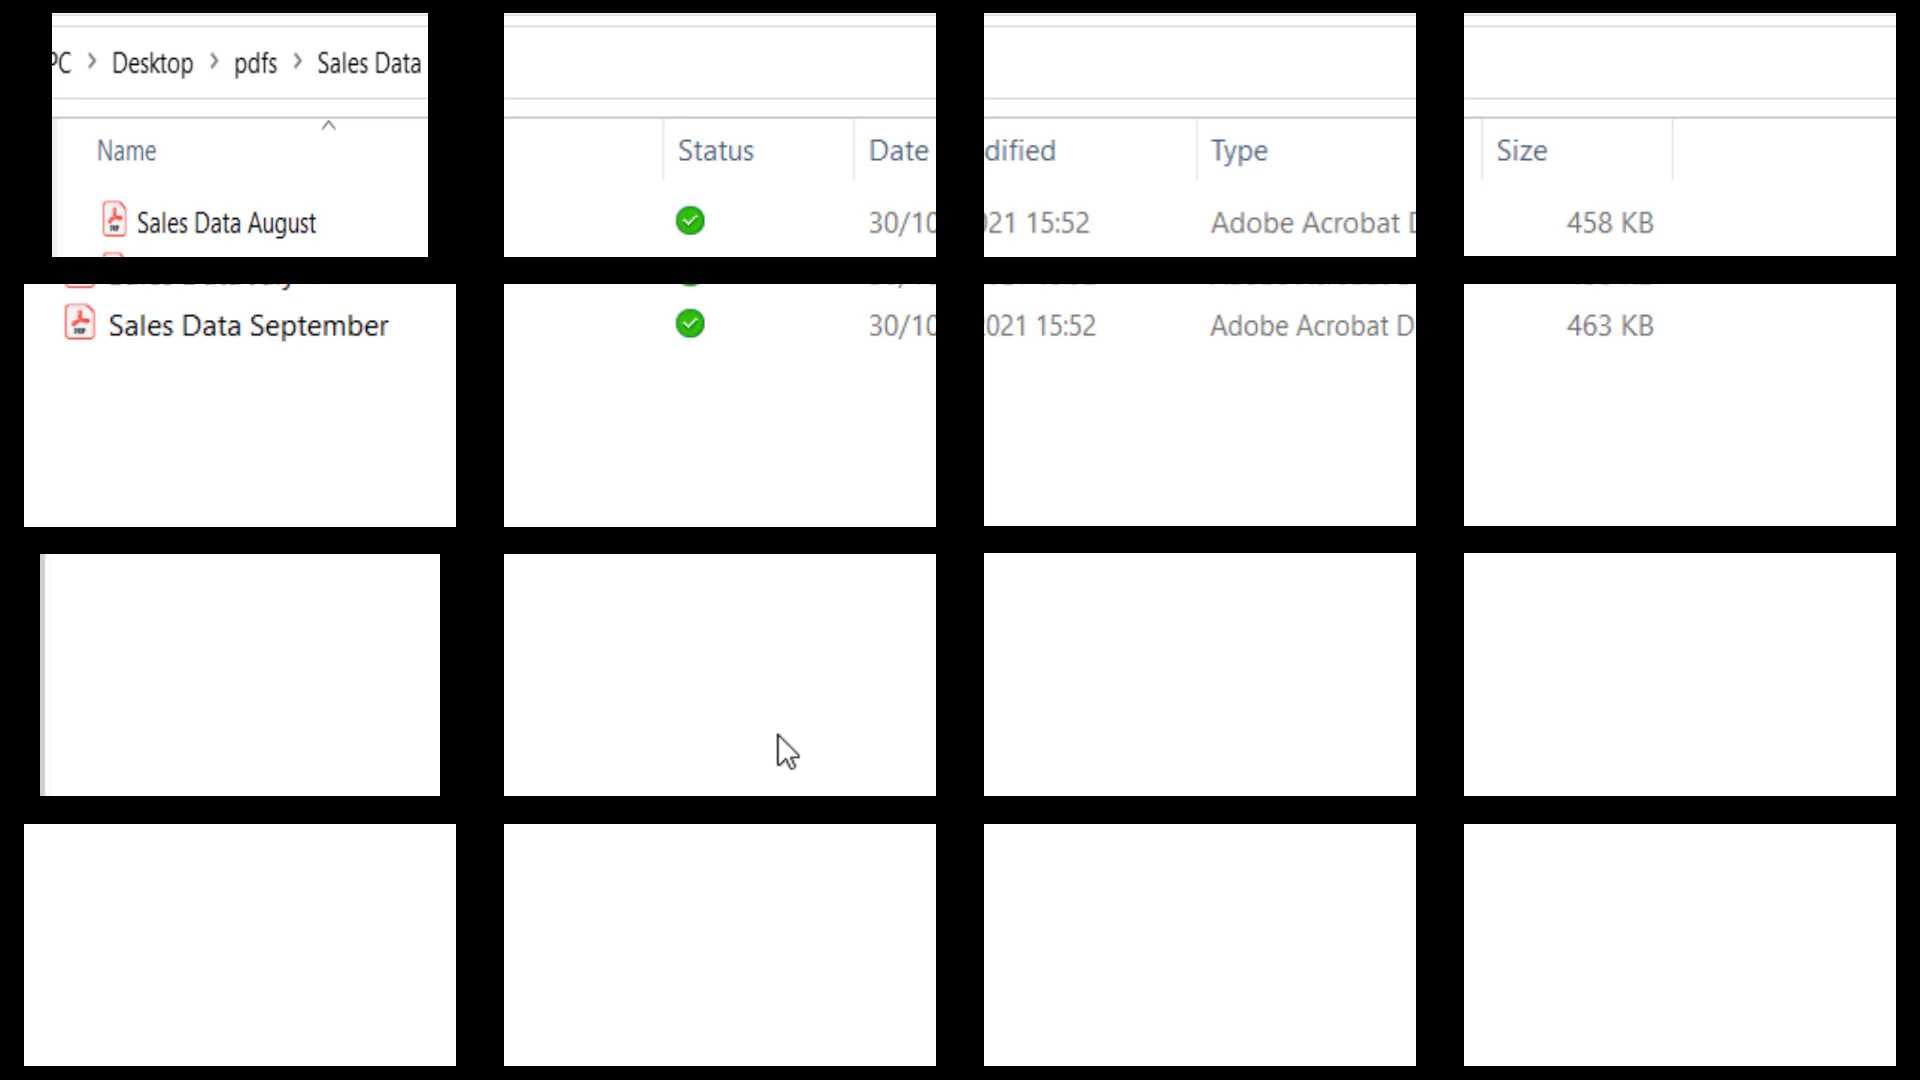 PC > Desktop > pdfs > Sales Data
Name Status Date dified Type Size
Sales Data August 30/10 021 15:52 Adobe Acrobat D 458 KB
Sales Data September 30/10 2021 15:52 Adobe Acrobat D 463 KB